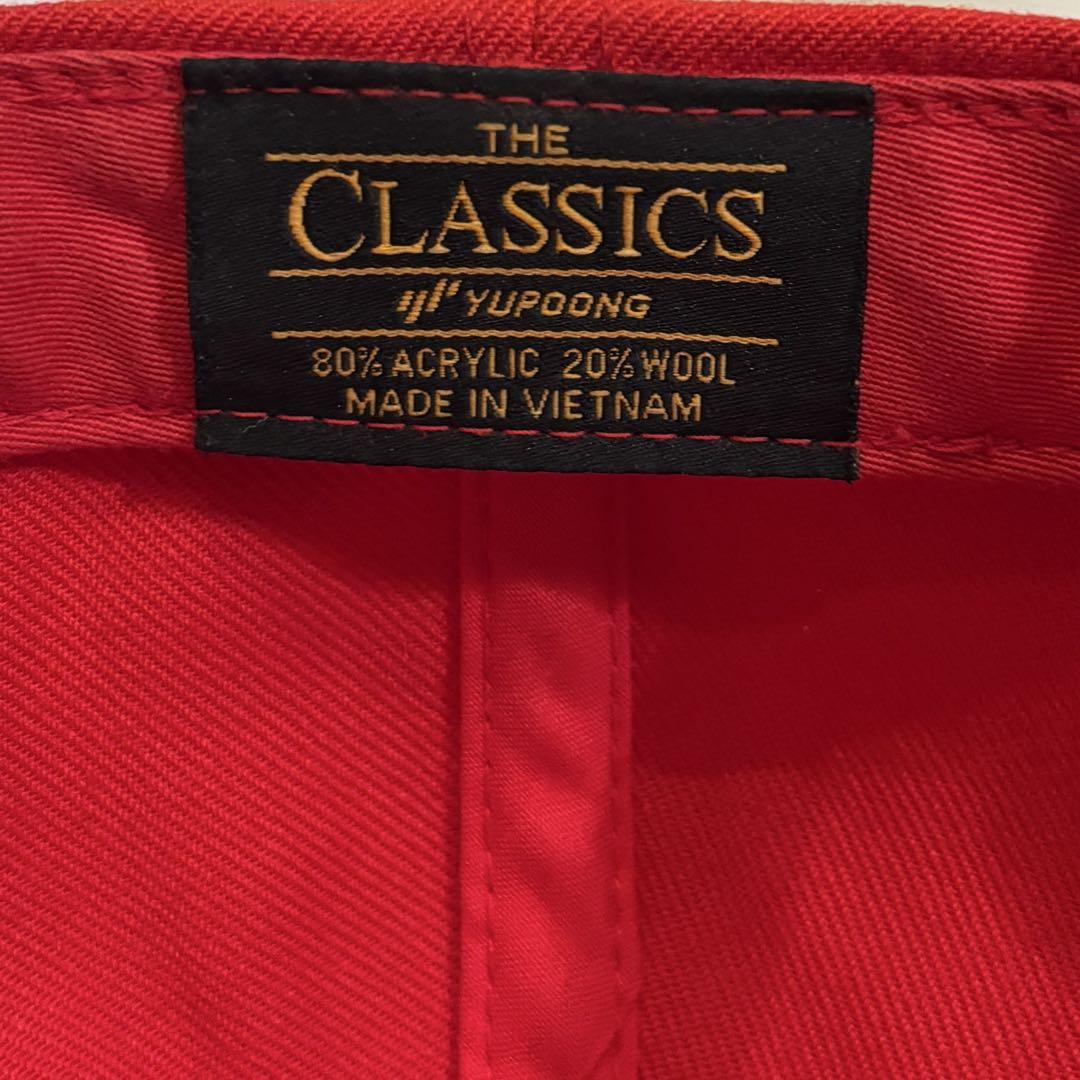 THE
CLASSICS
YUPOONG
80% ACRYLIC 20% WOOL
MADE IN VIETNAM